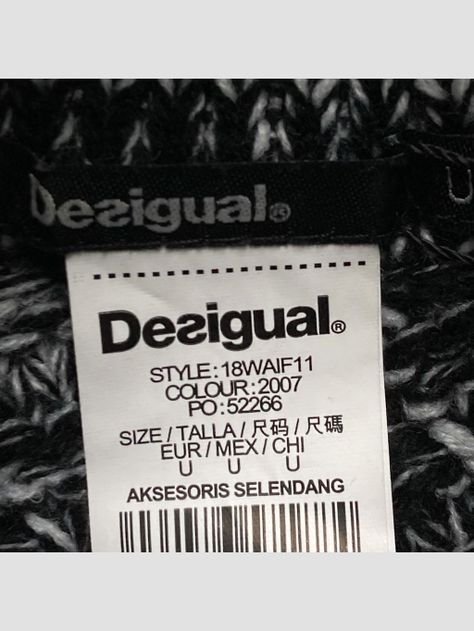 Desigual®
U
Desigual®
STYLE:18WAIF11
COLOUR:2007
PO:52266
SIZE/TALLA/尺码/尺碼
EUR/MEX/CHI
U U U
AKSESORIS SELENDANG